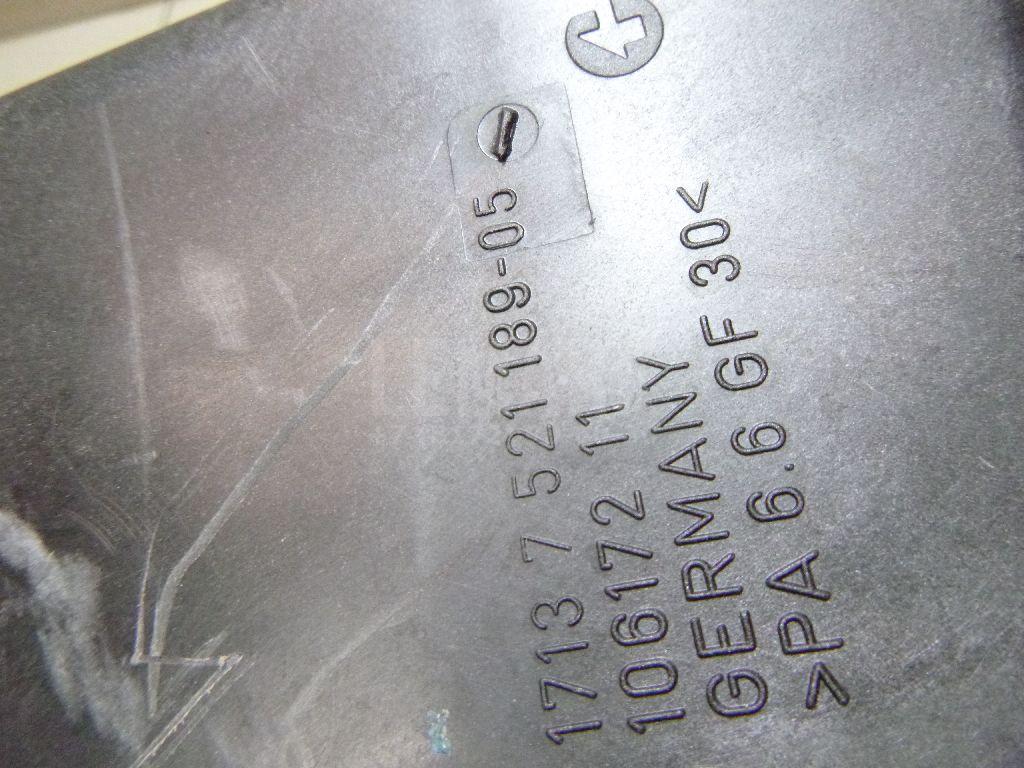 1713 7 521 189-05
106172 11
GERMANY
>PA 6.6 GF 30<